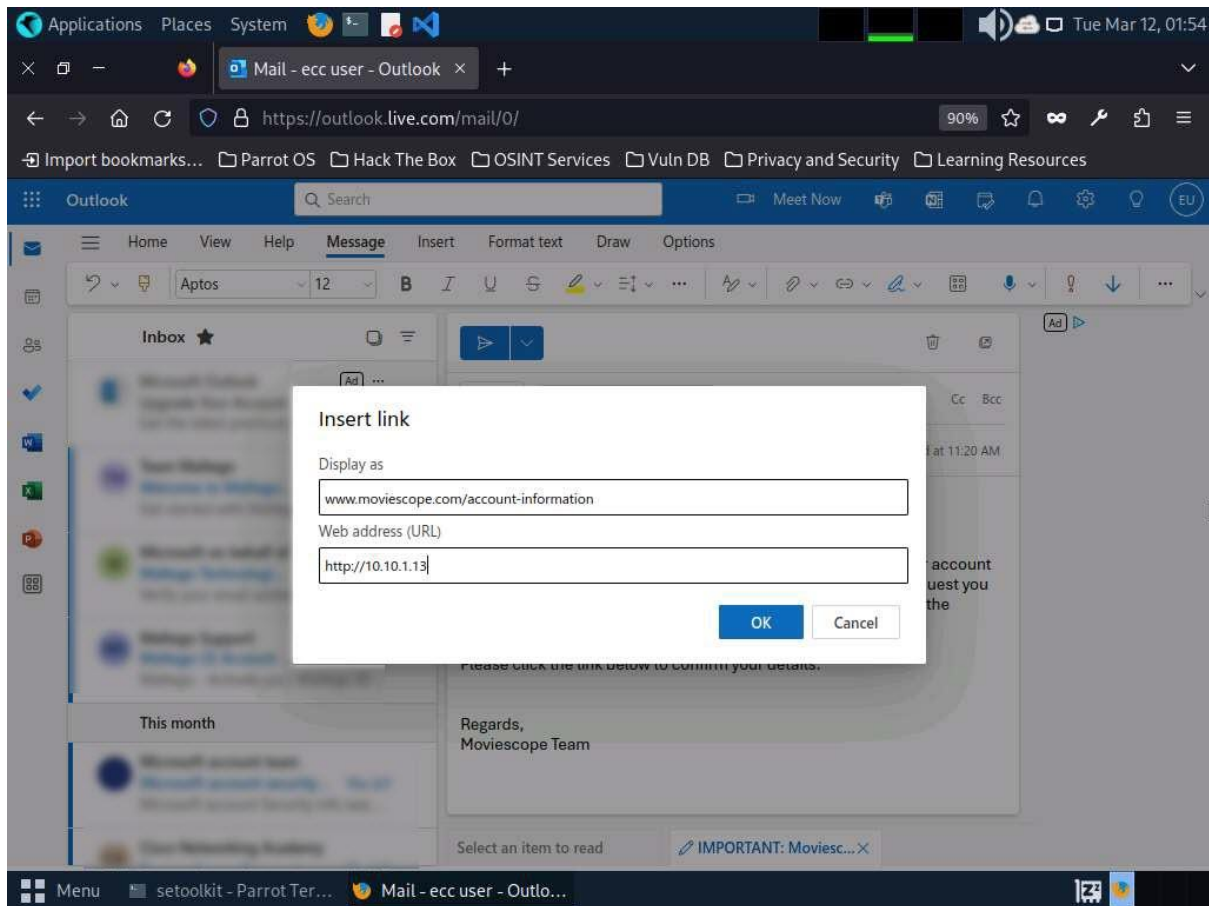 Applications Places System Tue Mar 12, 01:54
Mail - ecc user - Outlook
https://outlook.live.com/mail/0/ 90%
Import bookmarks... Parrot OS Hack The Box OSINT Services Vuln DB Privacy and Security Learning Resources
Outlook Search Meet Now EU
Home View Help Message Insert Format text Draw Options
Aptos 12 B I U S
Inbox Ad
Ad
Cc Bcc
at 11:20 AM
Insert link
Display as
www.moviescope.com/account-information
Web address (URL)
http://10.10.1.13
account
uest you
the
OK Cancel
Please click the link below to confirm your details.
This month
Regards,
Moviescope Team
Select an item to read IMPORTANT: Moviesc...
Menu setoolkit - Parrot Ter... Mail - ecc user - Outlo...